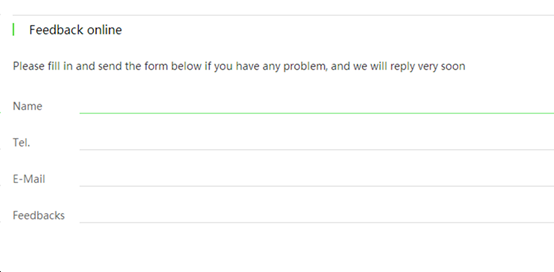 Feedback online
Please fill in and send the form below if you have any problem, and we will reply very soon
Name
Tel.
E-Mail
Feedbacks